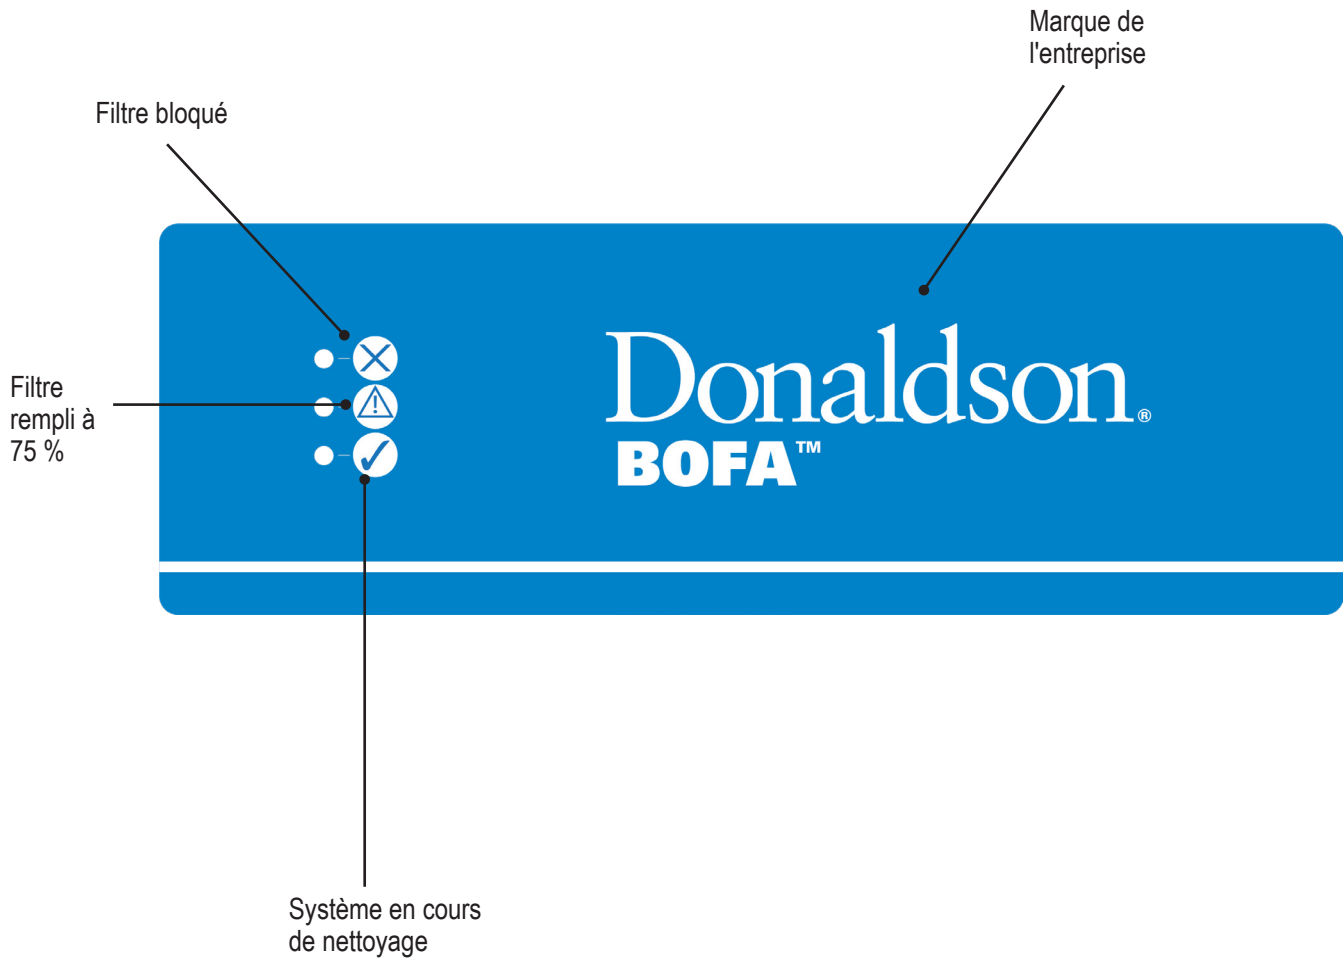 Marque de
l'entreprise
Filtre bloqué
Filtre
rempli à
75 %
Donaldson®
BOFA™
Système en cours
de nettoyage